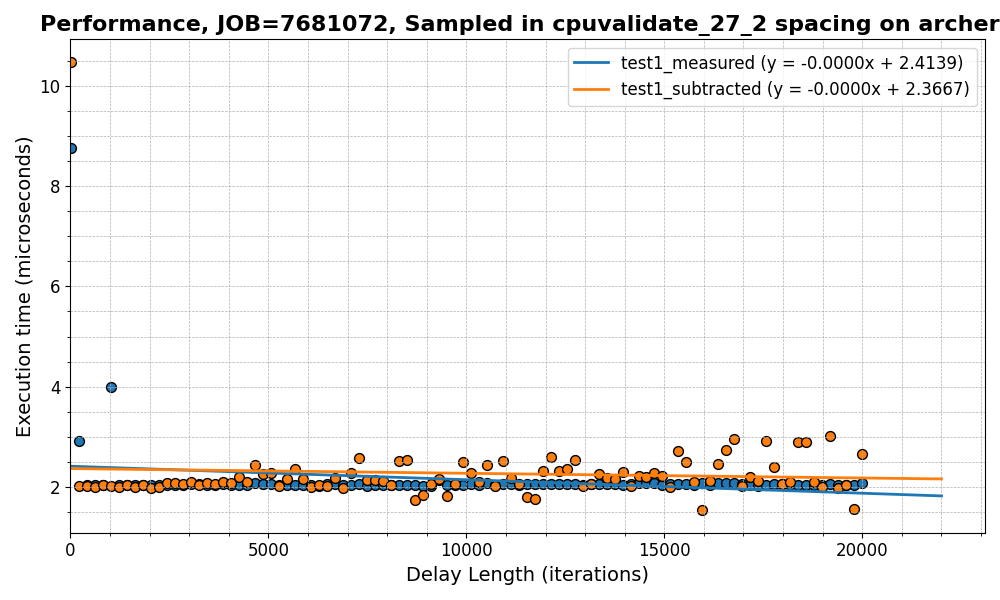 Performance, JOB=7681072, Sampled in cpuvalidate_27_2 spacing on archer
test1_measured (y = -0.0000x + 2.4139)
test1_subtracted (y = -0.0000x + 2.3667)
Execution time (microseconds)
10
8
6
4
2
0
5000
10000
15000
20000
Delay Length (iterations)